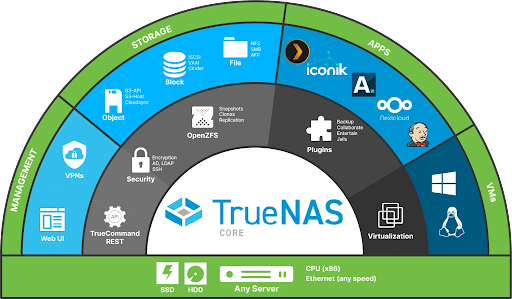 STORAGE
APPS
MANAGEMENT
VMs
File
NFS
SMB
AFP
Block
iSCSI
VAAI
Cinder
Object
S3-API
S3-Host
Cloudsync
iconik
A
nextcloud
VPNs
Web UI
OpenZFS
Snapshots
Clones
Replication
Plugins
Backup
Collaborate
Entertain
Jails
Security
Encryption
AD, LDAP
SSH
API
TrueCommand
REST
Virtualization
TrueNAS
CORE
SSD
HDD
Any Server
CPU (x86)
Ethernet (any speed)